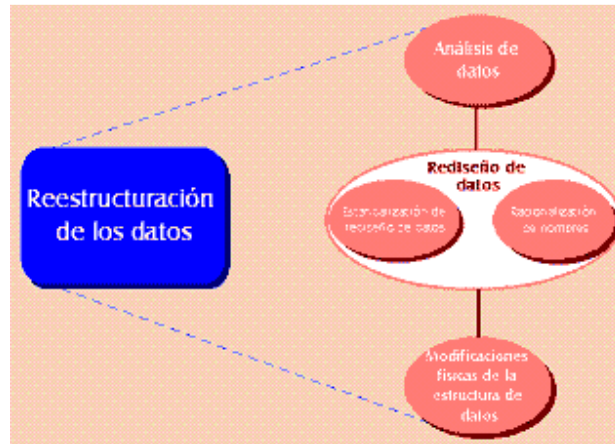 Análisis de
datos
Reestructuración
de los datos
Rediseño de
datos
Estandarización de
rediseño de datos
Racionalización
de nombres
Modificaciones
físicas de la
estructura de
datos